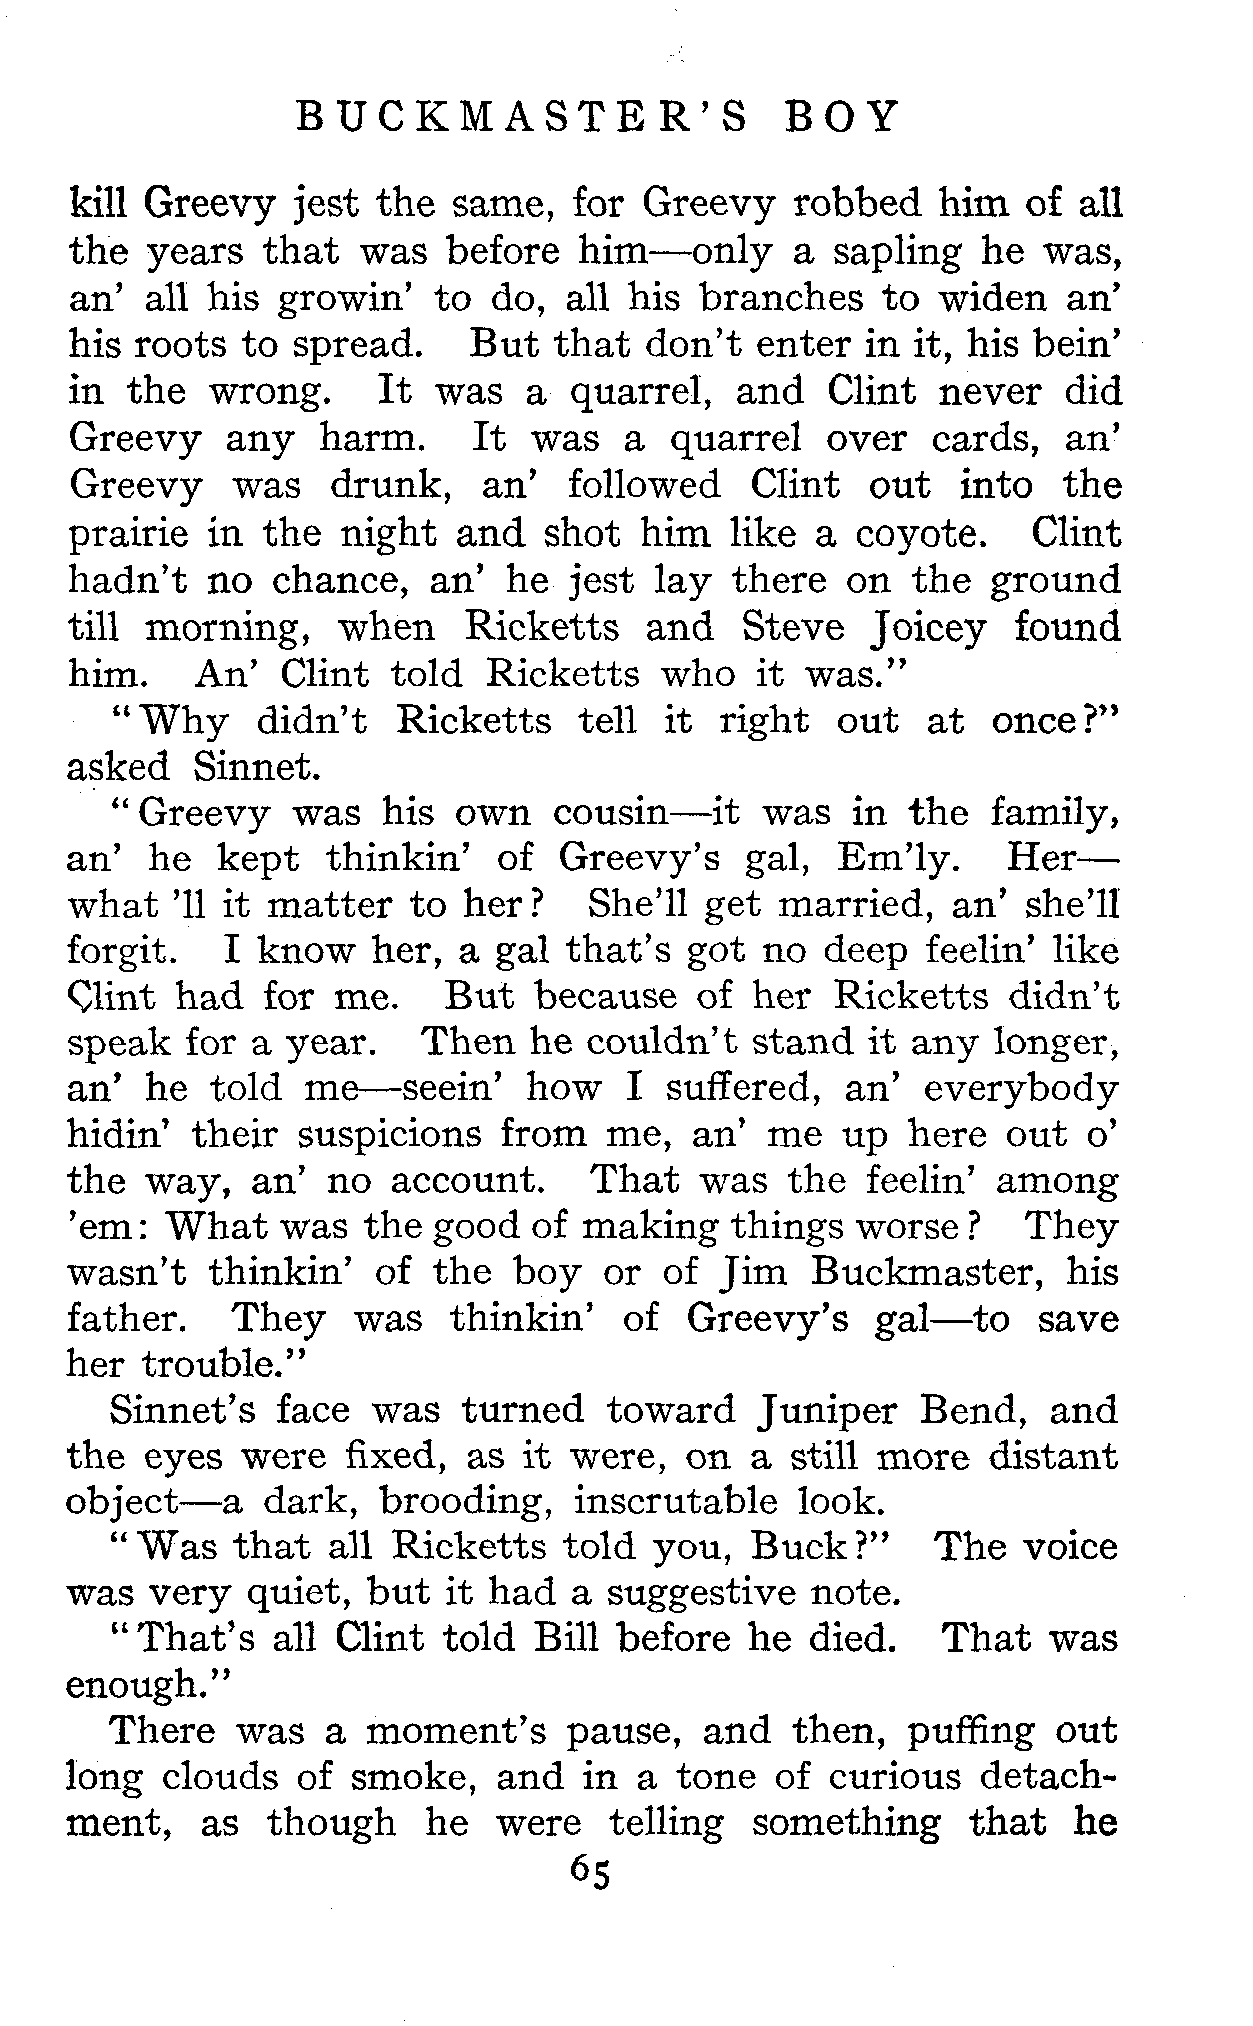 BUCKMASTER'S BOY
kill Greevy jest the same, for Greevy robbed him of all
the years that was before him—only a sapling he was,
an' all his growin' to do, all his branches to widen an'
his roots to spread. But that don't enter in it, his bein'
in the wrong. It was a quarrel, and Clint never did
Greevy any harm. It was a quarrel over cards, an'
Greevy was drunk, an' followed Clint out into the
prairie in the night and shot him like a coyote. Clint
hadn't no chance, an' he jest lay there on the ground
till morning, when Ricketts and Steve Joicey found
him. An' Clint told Ricketts who it was."
"Why didn't Ricketts tell it right out at once?"
asked Sinnet.
"Greevy was his own cousin—it was in the family,
an' he kept thinkin' of Greevy's gal, Em'ly. Her—
what 'll it matter to her? She'll get married, an' she'll
forgit. I know her, a gal that's got no deep feelin' like
Clint had for me. But because of her Ricketts didn't
speak for a year. Then he couldn't stand it any longer,
an' he told me—seein' how I suffered, an' everybody
hidin' their suspicions from me, an' me up here out o'
the way, an' no account. That was the feelin' among
'em: What was the good of making things worse? They
wasn't thinkin' of the boy or of Jim Buckmaster, his
father. They was thinkin' of Greevy's gal—to save
her trouble."
Sinnet's face was turned toward Juniper Bend, and
the eyes were fixed, as it were, on a still more distant
object—a dark, brooding, inscrutable look.
"Was that all Ricketts told you, Buck?" The voice
was very quiet, but it had a suggestive note.
"That's all Clint told Bill before he died. That was
enough."
There was a moment's pause, and then, puffing out
long clouds of smoke, and in a tone of curious detach-
ment, as though he were telling something that he
65